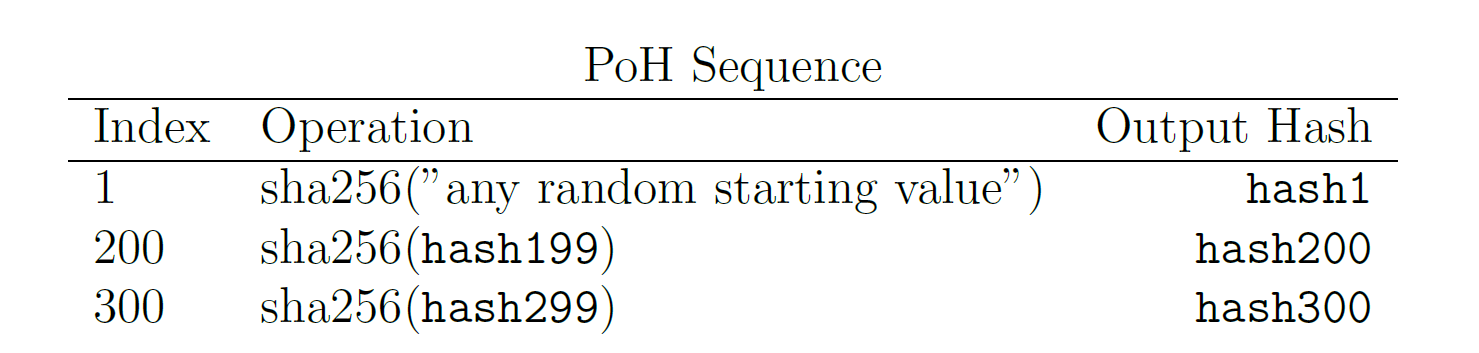 PoH Sequence
Index Operation Output Hash
1 sha256(”any random starting value”) hash1
200 sha256(hash199) hash200
300 sha256(hash299) hash300